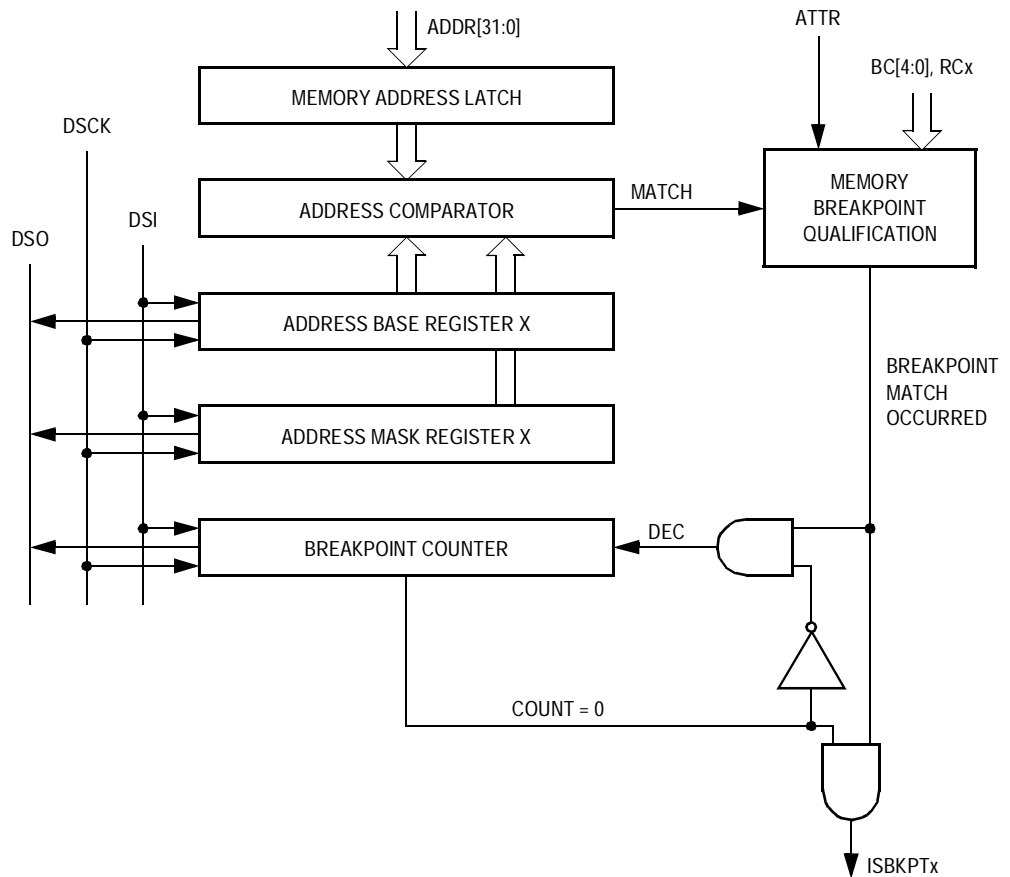 ADDR[31:0]
ATTR
BC[4:0], RCx
MEMORY ADDRESS LATCH
DSCK
MEMORY
BREAKPOINT
QUALIFICATION
MATCH
ADDRESS COMPARATOR
DSI
DSO
ADDRESS BASE REGISTER X
BREAKPOINT
MATCH
OCCURRED
ADDRESS MASK REGISTER X
DEC
BREAKPOINT COUNTER
COUNT = 0
ISBKPTx